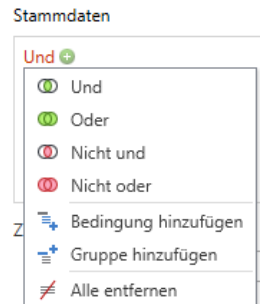 Stammdaten
Und
Und
Oder
Nicht und
Nicht oder
Z
Bedingung hinzufügen
Gruppe hinzufügen
Alle entfernen